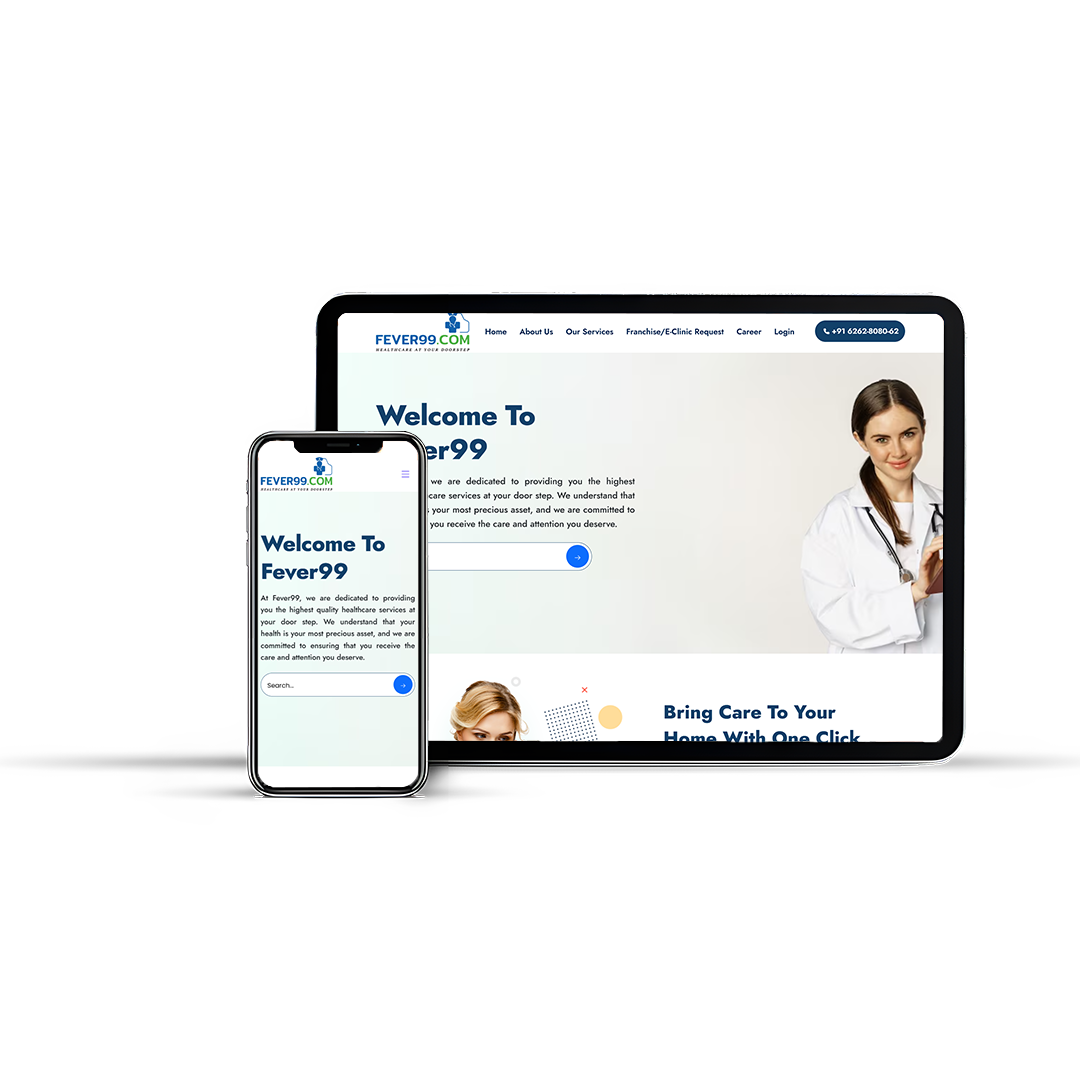 FEVER99.COM
HEALTHCARE AT YOUR DOORSTEP
Home About Us Our Services Franchise/E-Clinic Request Career Login +91 6262-8080-62
Welcome To
er99
we are dedicated to providing you the highest
care services at your door step. We understand that
your most precious asset, and we are committed to
you receive the care and attention you deserve.
Bring Care To Your
Home With One Click
FEVER99.COM
HEALTHCARE AT YOUR DOORSTEP
Welcome To
Fever99
At Fever99, we are dedicated to providing
you the highest quality healthcare services at
your door step. We understand that your
health is your most precious asset, and we are
committed to ensuring that you receive the
care and attention you deserve.
Search...